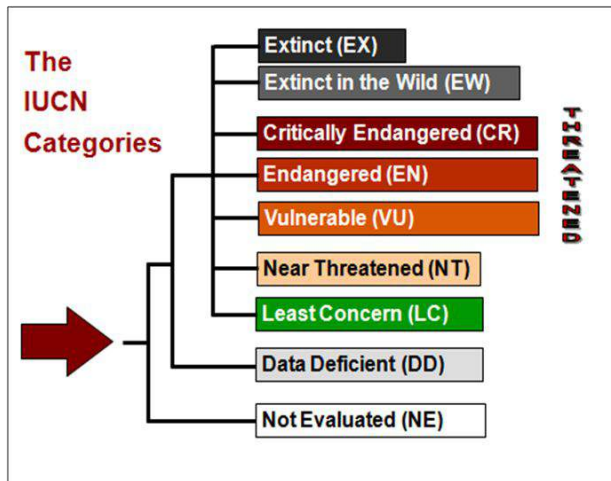 The
IUCN
Categories
Extinct (EX)
Extinct in the Wild (EW)
Critically Endangered (CR)
Endangered (EN)
Vulnerable (VU)
Near Threatened (NT)
Least Concern (LC)
Data Deficient (DD)
Not Evaluated (NE)
THREATENED